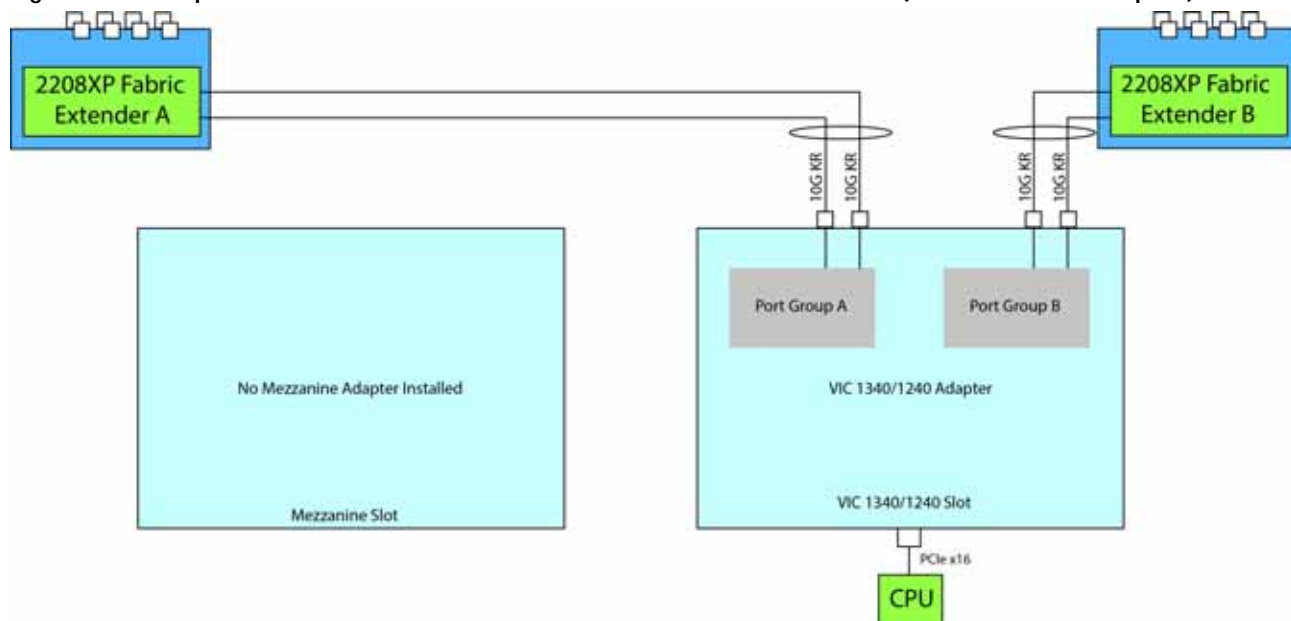 2208XP Fabric
Extender A
2208XP Fabric
Extender B
10G KR
10G KR
10G KR
10G KR
Port Group A
Port Group B
No Mezzanine Adapter Installed
VIC 1340/1240 Adapter
Mezzanine Slot
VIC 1340/1240 Slot
PCIe x16
CPU